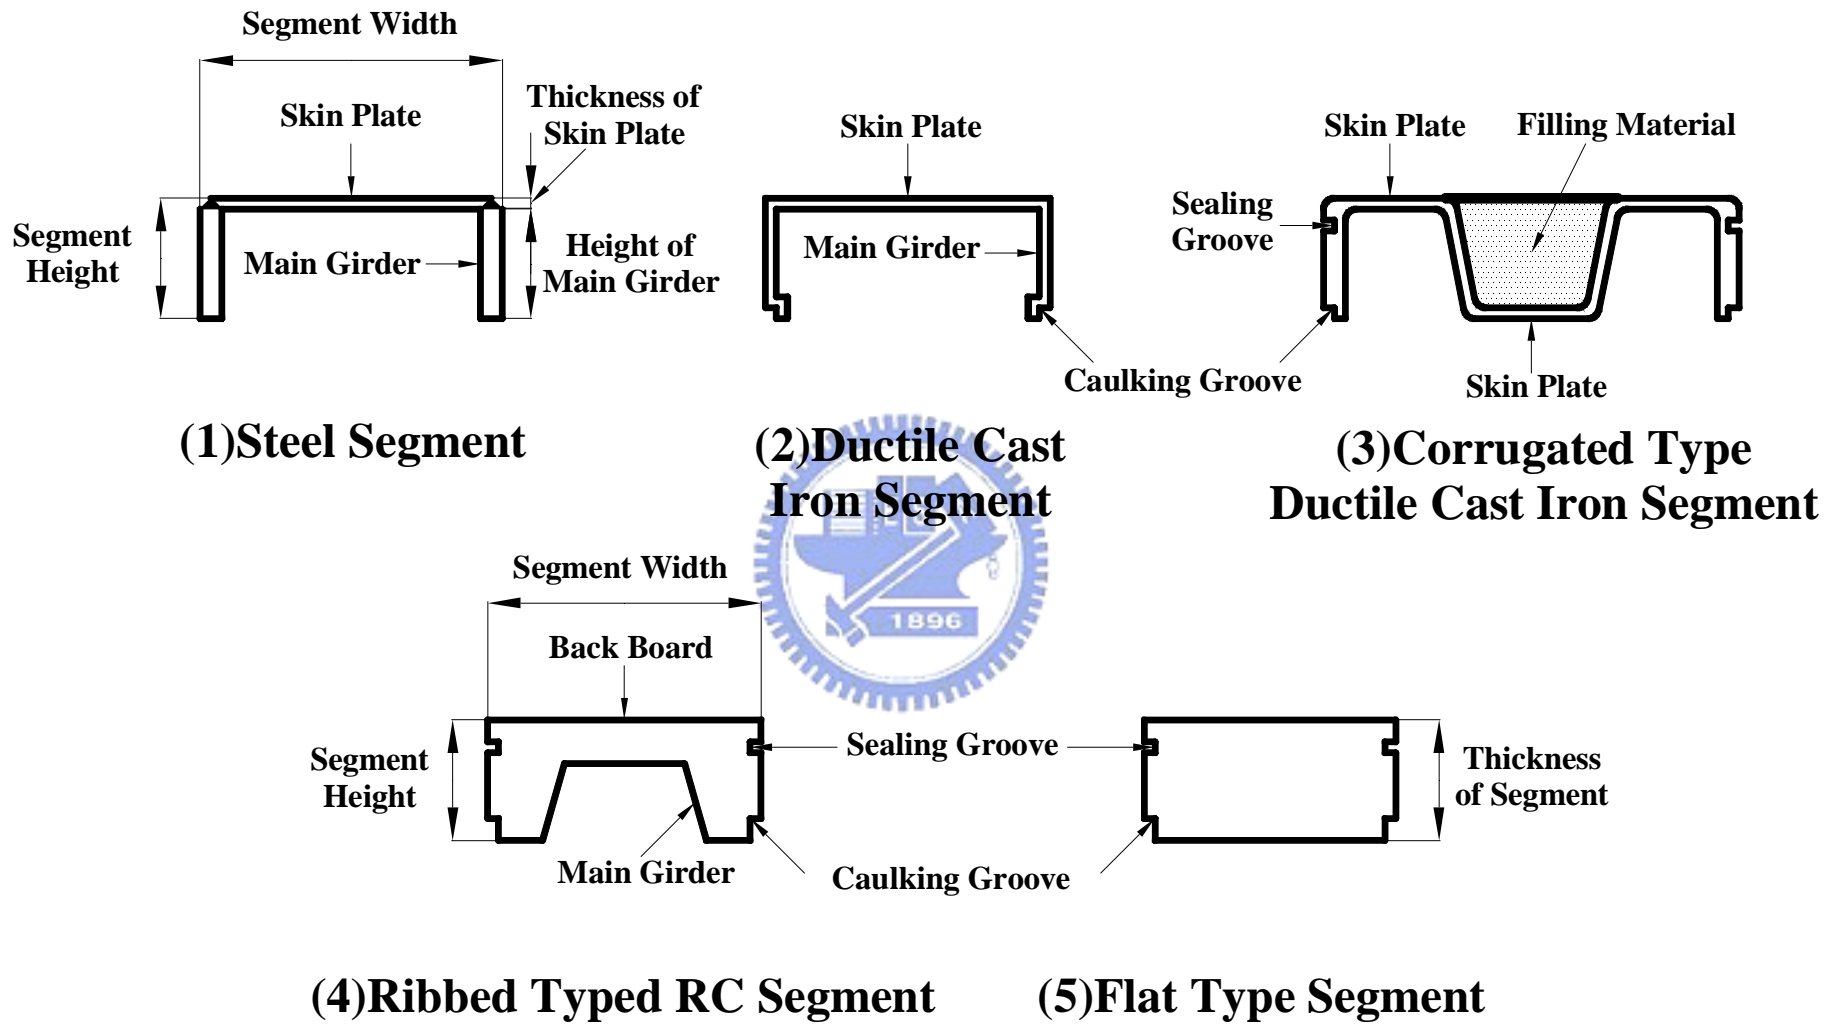 Segment Width
Thickness of
Skin Plate
Skin Plate
Segment
Height
Main Girder
Height of
Main Girder
(1)Steel Segment
Skin Plate
Main Girder
Caulking Groove
(2)Ductile Cast
Iron Segment
Skin Plate
Filling Material
Sealing
Groove
Skin Plate
(3)Corrugated Type
Ductile Cast Iron Segment
1896
Segment Width
Back Board
Segment
Height
Main Girder
Sealing Groove
Caulking Groove
Thickness
of Segment
(4)Ribbed Typed RC Segment
(5)Flat Type Segment